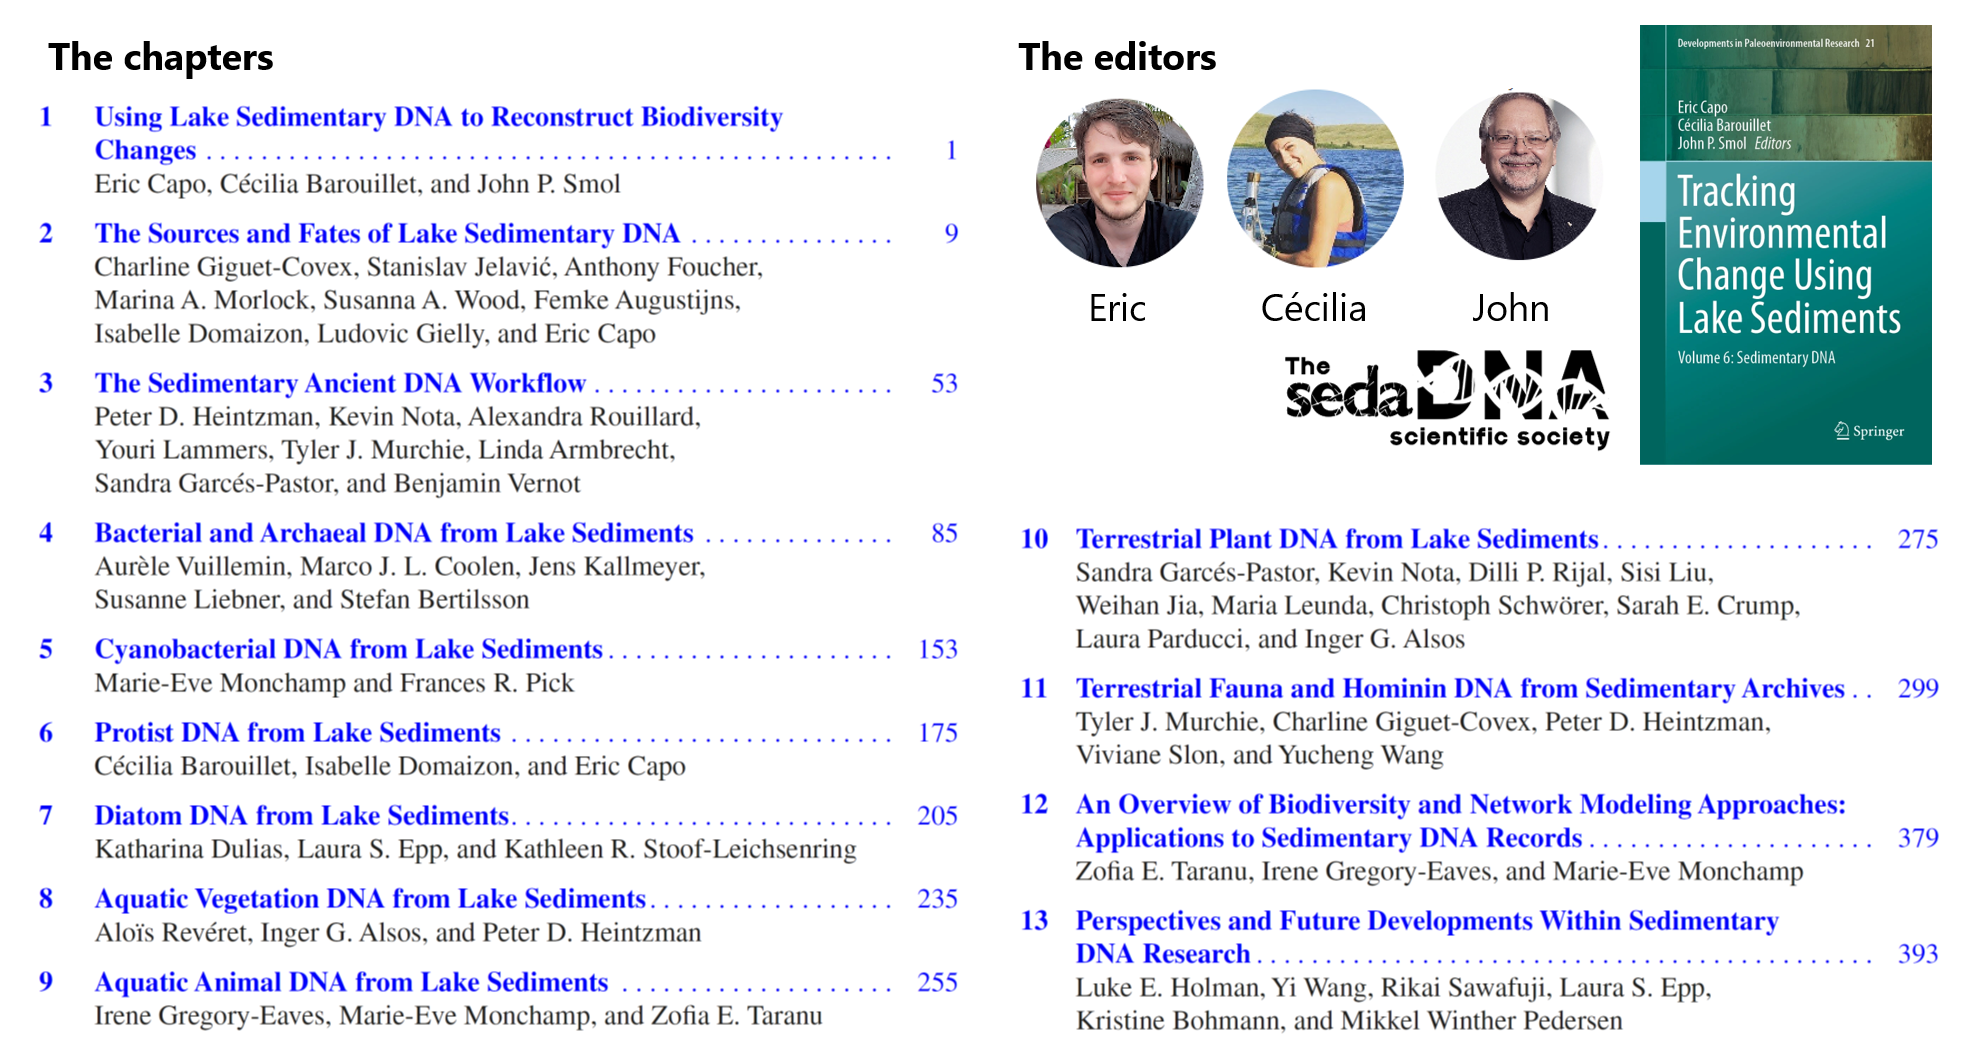 The chapters
1 Using Lake Sedimentary DNA to Reconstruct Biodiversity
Changes . . . . . . . . . . . . . . . . . . . . . . . . . . . . . . . . . . . . . . . . . . . . . . . . . . 1
Eric Capo, Cécilia Barouillet, and John P. Smol
2 The Sources and Fates of Lake Sedimentary DNA . . . . . . . . . . . . . . . 9
Charline Giguet-Covex, Stanislav Jelavić, Anthony Foucher,
Marina A. Morlock, Susanna A. Wood, Femke Augustijns,
Isabelle Domaizon, Ludovic Gielly, and Eric Capo
3 The Sedimentary Ancient DNA Workflow . . . . . . . . . . . . . . . . . . . . . . 53
Peter D. Heintzman, Kevin Nota, Alexandra Rouillard,
Youri Lammers, Tyler J. Murchie, Linda Armbrecht,
Sandra Garcés-Pastor, and Benjamin Vernot
4 Bacterial and Archaeal DNA from Lake Sediments . . . . . . . . . . . . . . 85
Aurèle Vuillemin, Marco J. L. Coolen, Jens Kallmeyer,
Susanne Liebner, and Stefan Bertilsson
5 Cyanobacterial DNA from Lake Sediments . . . . . . . . . . . . . . . . . . . . . 153
Marie-Eve Monchamp and Frances R. Pick
6 Protist DNA from Lake Sediments . . . . . . . . . . . . . . . . . . . . . . . . . . . . 175
Cécilia Barouillet, Isabelle Domaizon, and Eric Capo
7 Diatom DNA from Lake Sediments . . . . . . . . . . . . . . . . . . . . . . . . . . . . 205
Katharina Dulias, Laura S. Epp, and Kathleen R. Stoof-Leichsenring
8 Aquatic Vegetation DNA from Lake Sediments . . . . . . . . . . . . . . . . . . 235
Aloïs Revéret, Inger G. Alsos, and Peter D. Heintzman
9 Aquatic Animal DNA from Lake Sediments . . . . . . . . . . . . . . . . . . . . 255
Irene Gregory-Eaves, Marie-Eve Monchamp, and Zofia E. Taranu
The editors
Eric
Cécilia
John
The
sedaDNA
scientific society
Developments in Paleoenvironmental Research 21
Eric Capo
Cécilia Barouillet
John P. Smol Editors
Tracking
Environmental
Change Using
Lake Sediments
Volume 6: Sedimentary DNA
Springer
10 Terrestrial Plant DNA from Lake Sediments . . . . . . . . . . . . . . . . . . . . 275
Sandra Garcés-Pastor, Kevin Nota, Dilli P. Rijal, Sisi Liu,
Weihan Jia, Maria Leunda, Christoph Schwörer, Sarah E. Crump,
Laura Parducci, and Inger G. Alsos
11 Terrestrial Fauna and Hominin DNA from Sedimentary Archives . . 299
Tyler J. Murchie, Charline Giguet-Covex, Peter D. Heintzman,
Viviane Slon, and Yucheng Wang
12 An Overview of Biodiversity and Network Modeling Approaches:
Applications to Sedimentary DNA Records . . . . . . . . . . . . . . . . . . . . . 379
Zofia E. Taranu, Irene Gregory-Eaves, and Marie-Eve Monchamp
13 Perspectives and Future Developments Within Sedimentary
DNA Research . . . . . . . . . . . . . . . . . . . . . . . . . . . . . . . . . . . . . . . . . . . . . 393
Luke E. Holman, Yi Wang, Rikai Sawafuji, Laura S. Epp,
Kristine Bohmann, and Mikkel Winther Pedersen